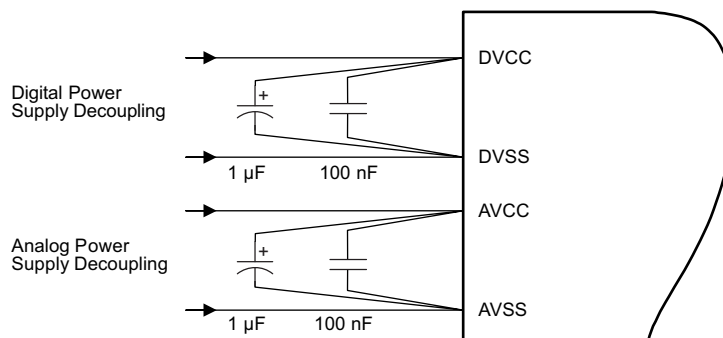 DVCC
Digital Power
Supply Decoupling
+
DVSS
1 µF
100 nF
AVCC
Analog Power
Supply Decoupling
+
AVSS
1 µF
100 nF